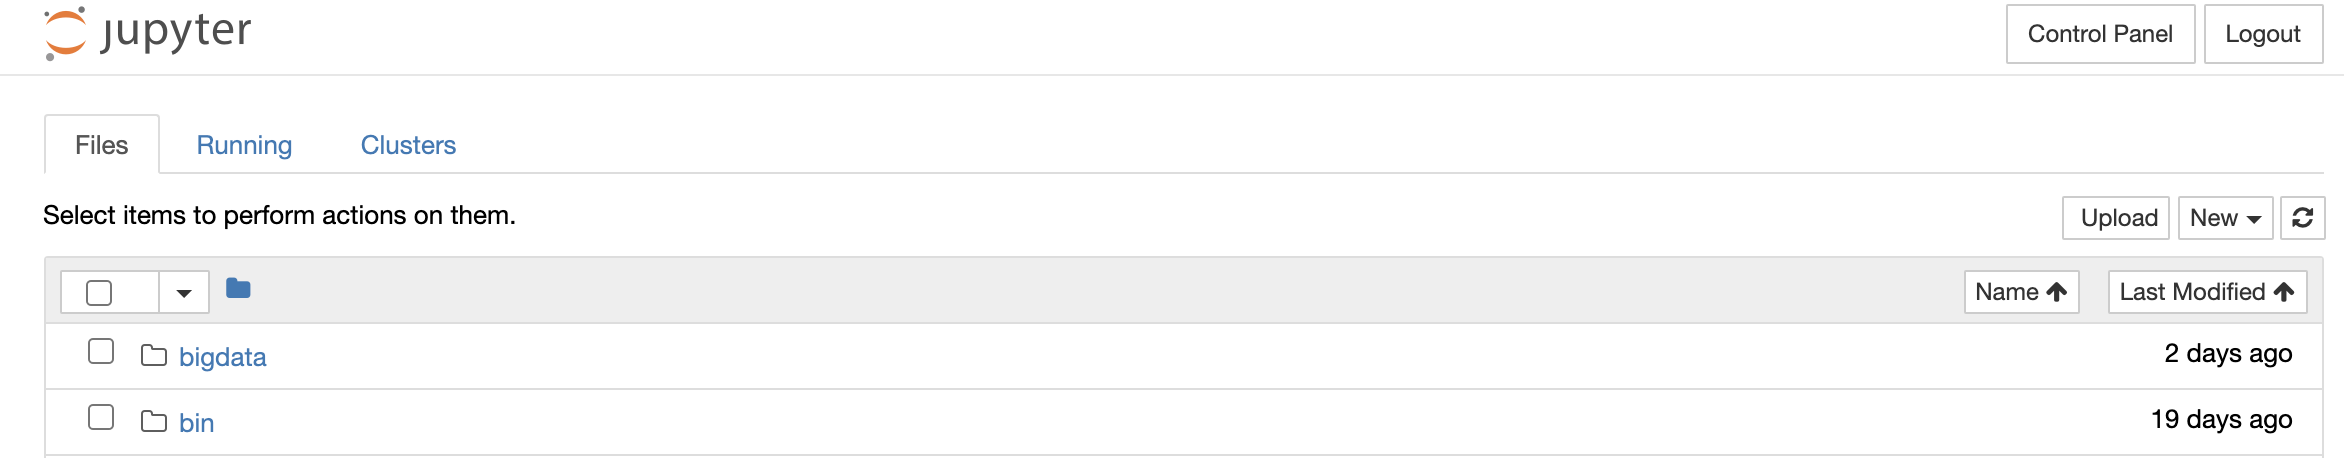 jupyter
Control Panel Logout
Files Running Clusters
Select items to perform actions on them.
Upload New
Name Last Modified
bigdata 2 days ago
bin 19 days ago